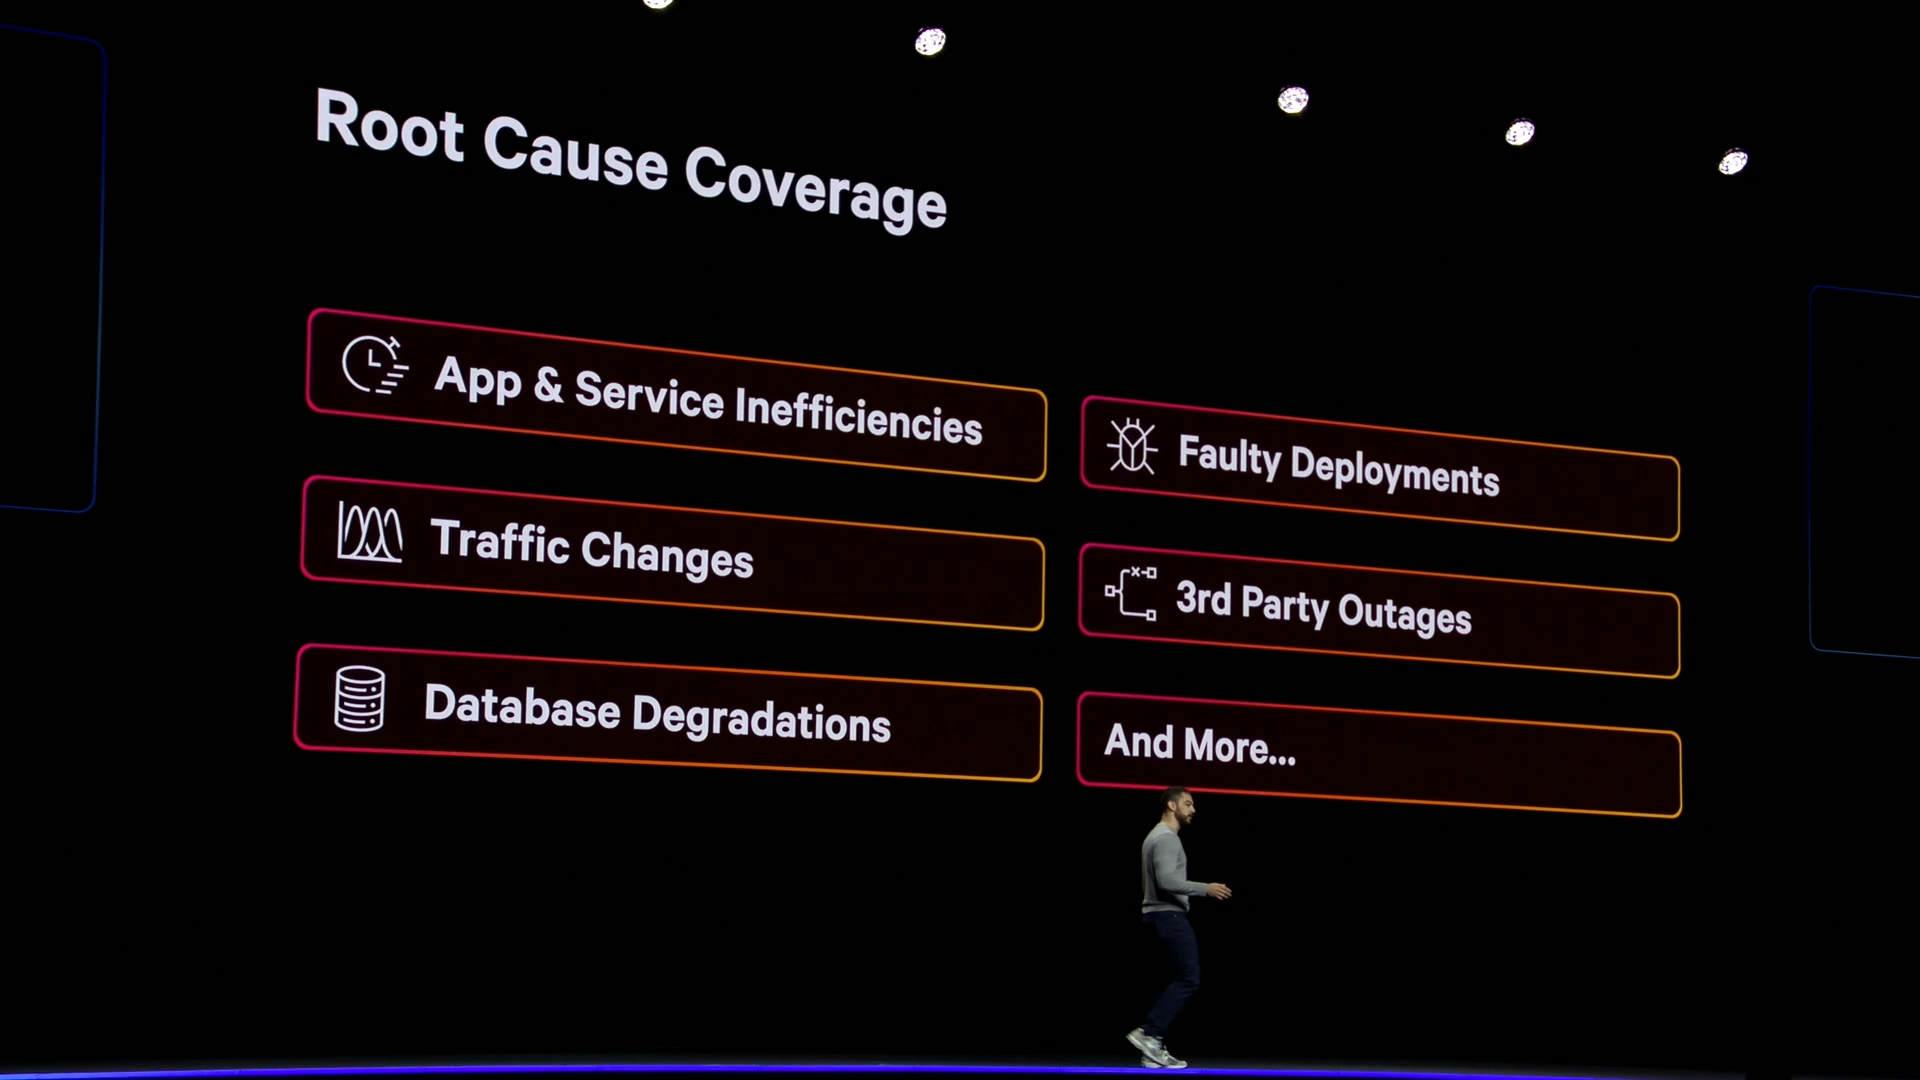 Root Cause Coverage
App & Service Inefficiencies
Traffic Changes
Database Degradations
Faulty Deployments
3rd Party Outages
And More...